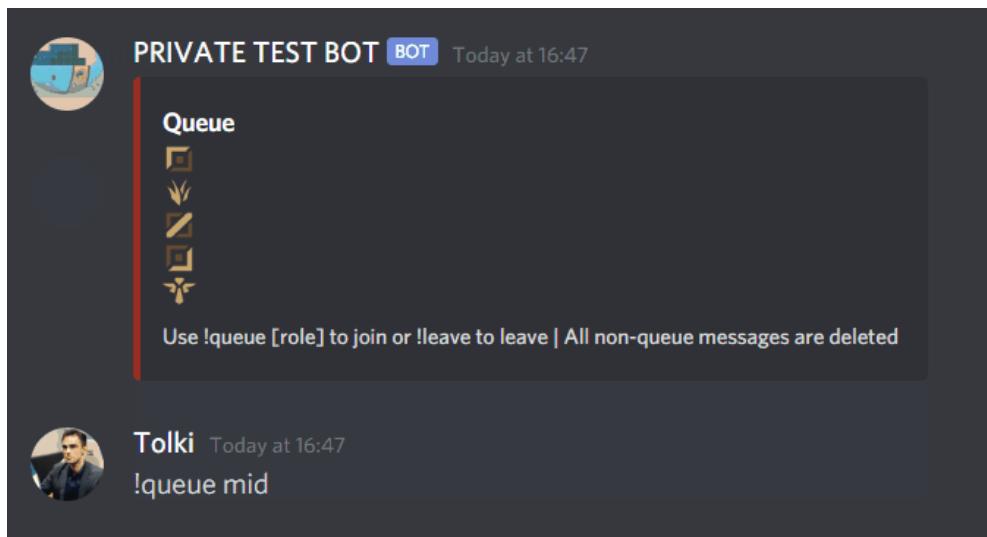 PRIVATE TEST BOT BOT Today at 16:47
Queue
Use !queue [role] to join or !leave to leave | All non-queue messages are deleted
Tolki Today at 16:47
!queue mid